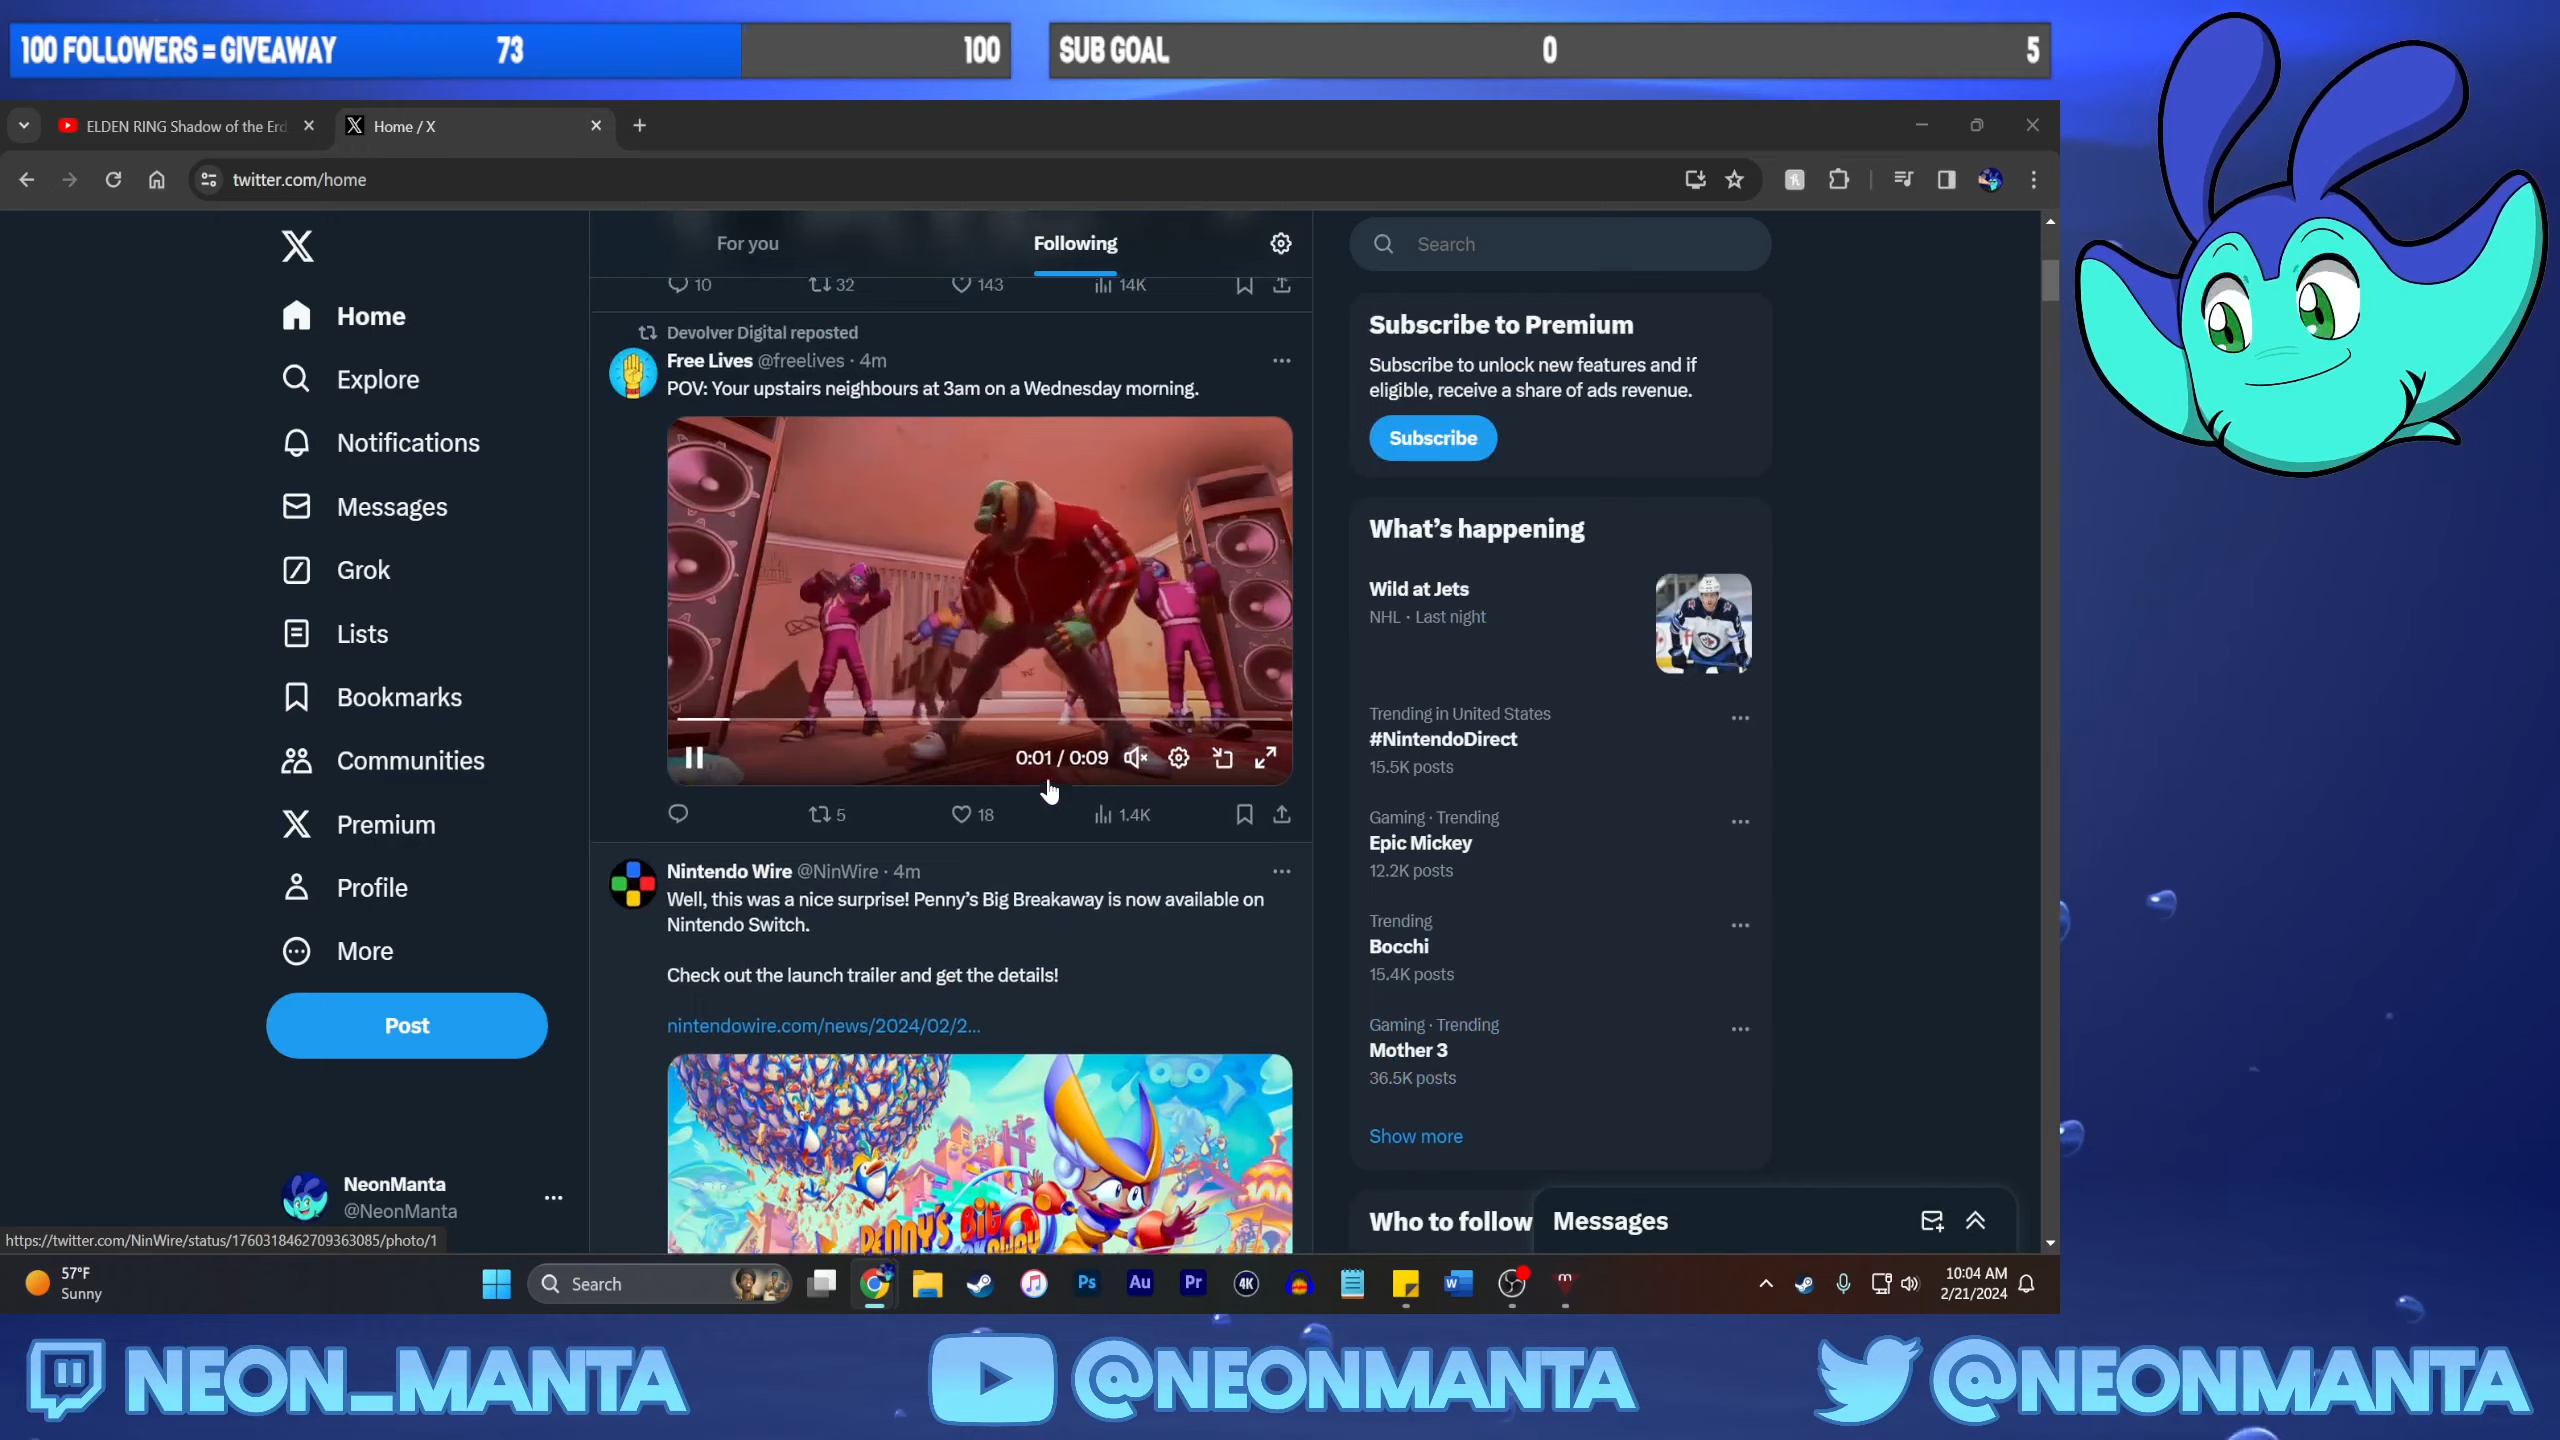 100 FOLLOWERS = GIVEAWAY 73 100
SUB GOAL 0 5
ELDEN RING Shadow of the Erd
Home / X
twitter.com/home
For you
Following
Search
10 32 143 14K
Home
Explore
Notifications
Messages
Grok
Lists
Bookmarks
Communities
Premium
Profile
More
Post
NeonManta
@NeonManta
Devolver Digital reposted
Free Lives @freelives · 4m
POV: Your upstairs neighbours at 3am on a Wednesday morning.
0:01 / 0:09
5 18 1.4K
Nintendo Wire @NinWire · 4m
Well, this was a nice surprise! Penny's Big Breakaway is now available on
Nintendo Switch.
Check out the launch trailer and get the details!
nintendowire.com/news/2024/02/2...
PENNY'S BIG
Subscribe to Premium
Subscribe to unlock new features and if
eligible, receive a share of ads revenue.
Subscribe
What's happening
Wild at Jets
NHL · Last night
Trending in United States
#NintendoDirect
15.5K posts
Gaming · Trending
Epic Mickey
12.2K posts
Trending
Bocchi
15.4K posts
Gaming · Trending
Mother 3
36.5K posts
Show more
Who to follow
Messages
https://twitter.com/NinWire/status/1760318462709363085/photo/1
57°F
Sunny
Search
Ps Au Pr 4K W m
10:04 AM
2/21/2024
NEON_MANTA
@NEONMANTA
@NEONMANTA